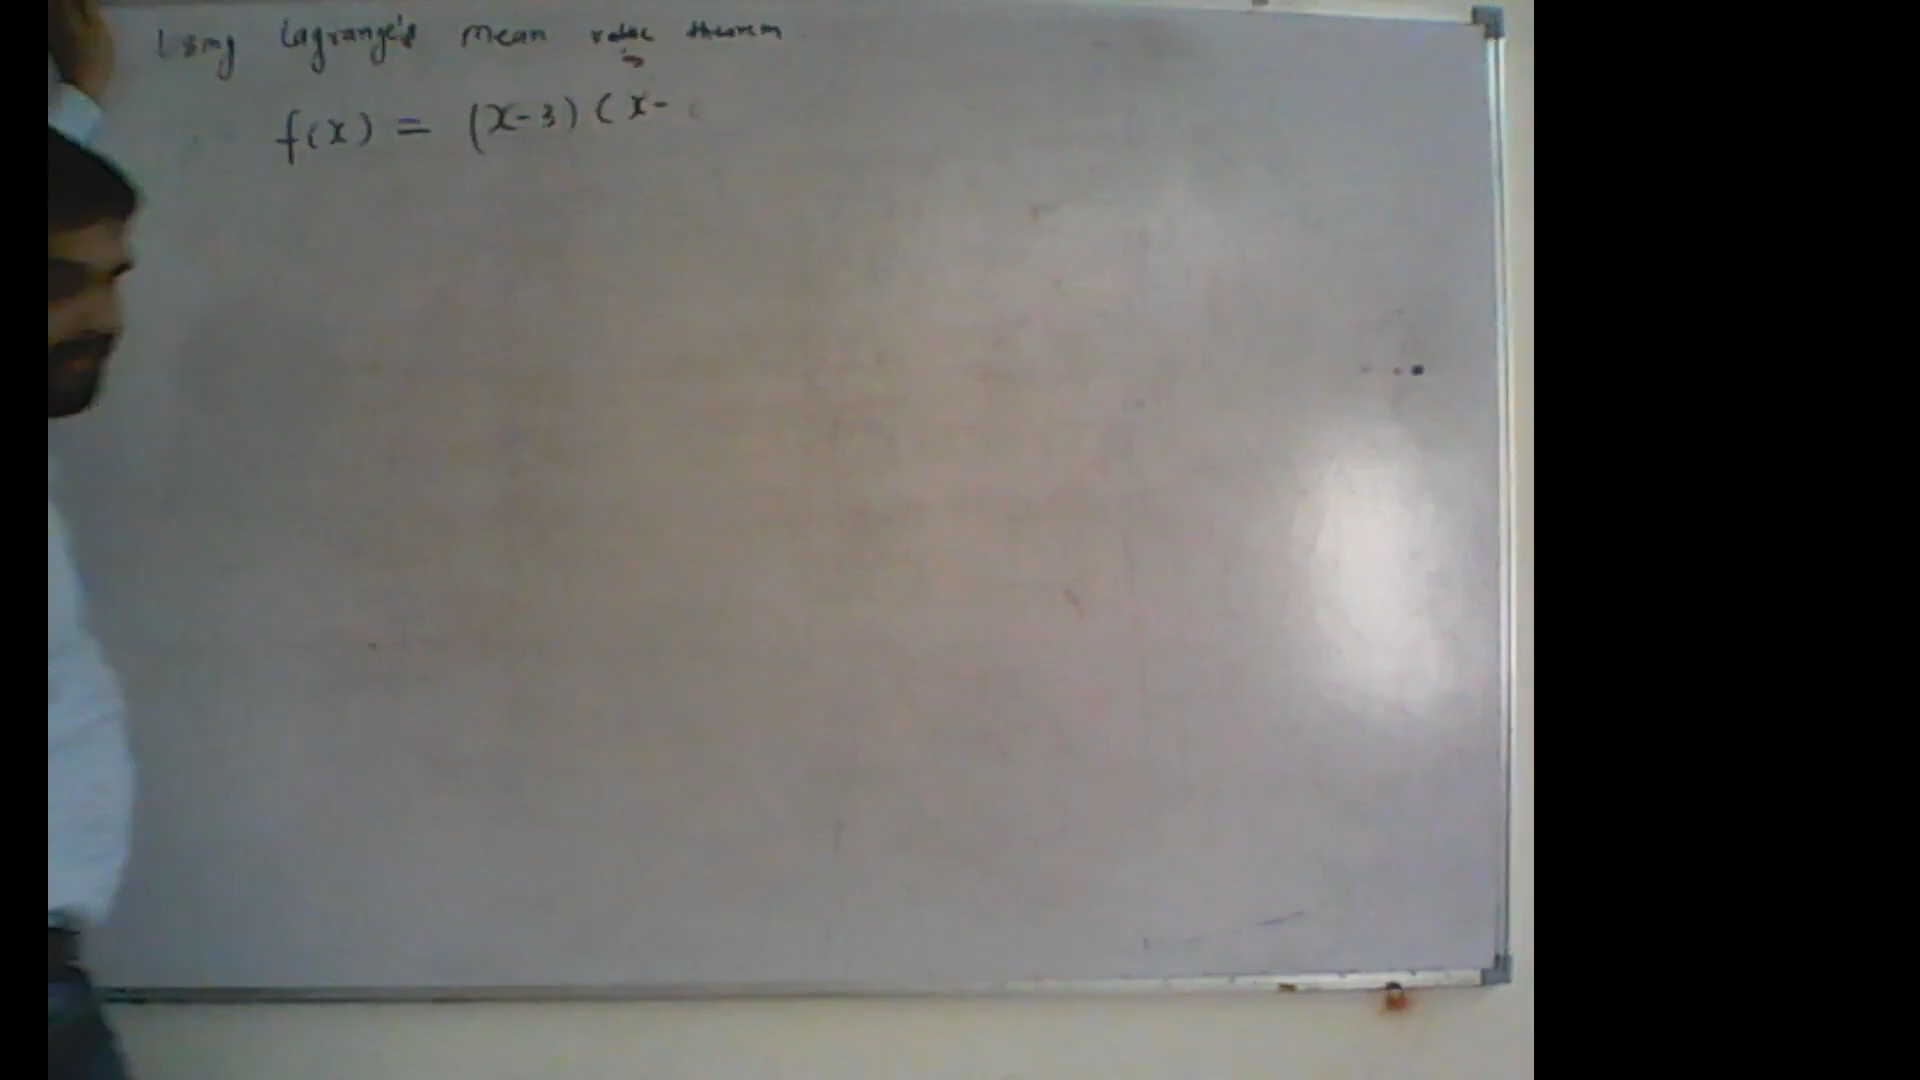 Using Lagrange's mean value theorem
f(x) = (x-3) (x-